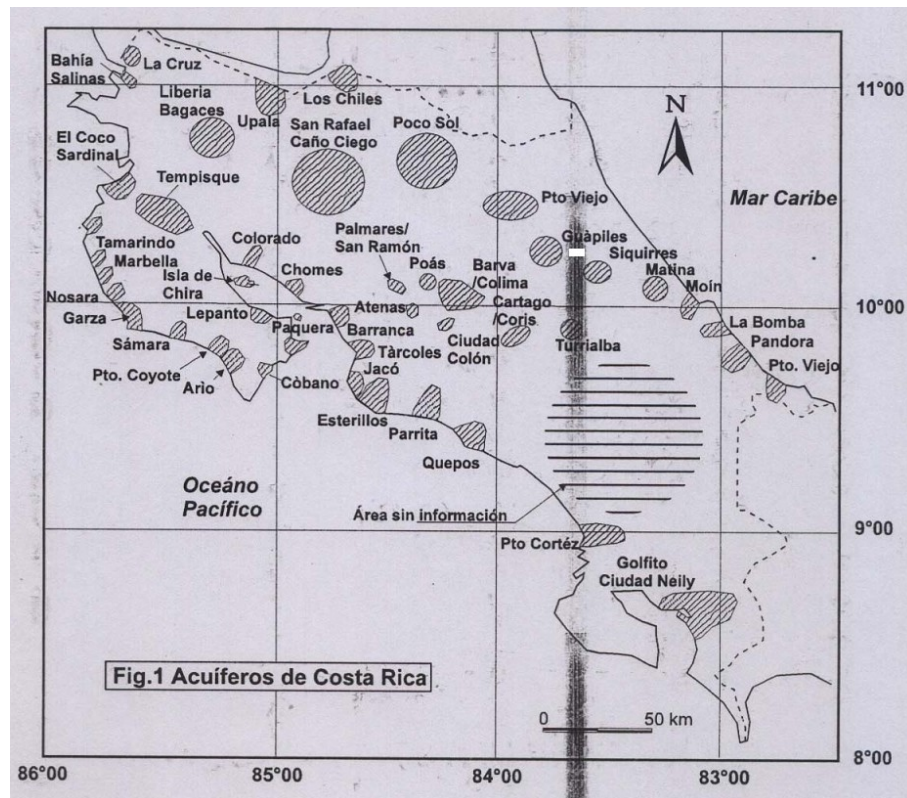 La Cruz
Bahía
Salinas
Liberia
Bagaces
Upala
Los Chiles
11°00
N
El Coco
Sardinal
San Rafael
Caño Ciego
Poco Sol
Tempisque
Mar Caribe
Pto Viejo
Palmares/
San Ramón
Colorado
Guápiles
Siquirres
Tamarindo
Marbella
Isla de
Chira
Chomes
Poás
Barva
/Colima
Matina
Moín
Nosara
Garza
Lepanto
Paquera
Atenas
Cartago
/Coris
10°00
Sámara
Barranca
Ciudad
Colón
Turrialba
La Bomba
Pandora
Pto. Coyote
Ario
Còbano
Tàrcoles
Jacó
Pto. Viejo
Esterillos
Parrita
Quepos
Oceáno
Pacífico
Área sin información
9°00
Pto Cortéz
Golfito
Ciudad Neily
Fig.1 Acuíferos de Costa Rica
0 50 km
8°00
86°00 85°00 84°00 83°00